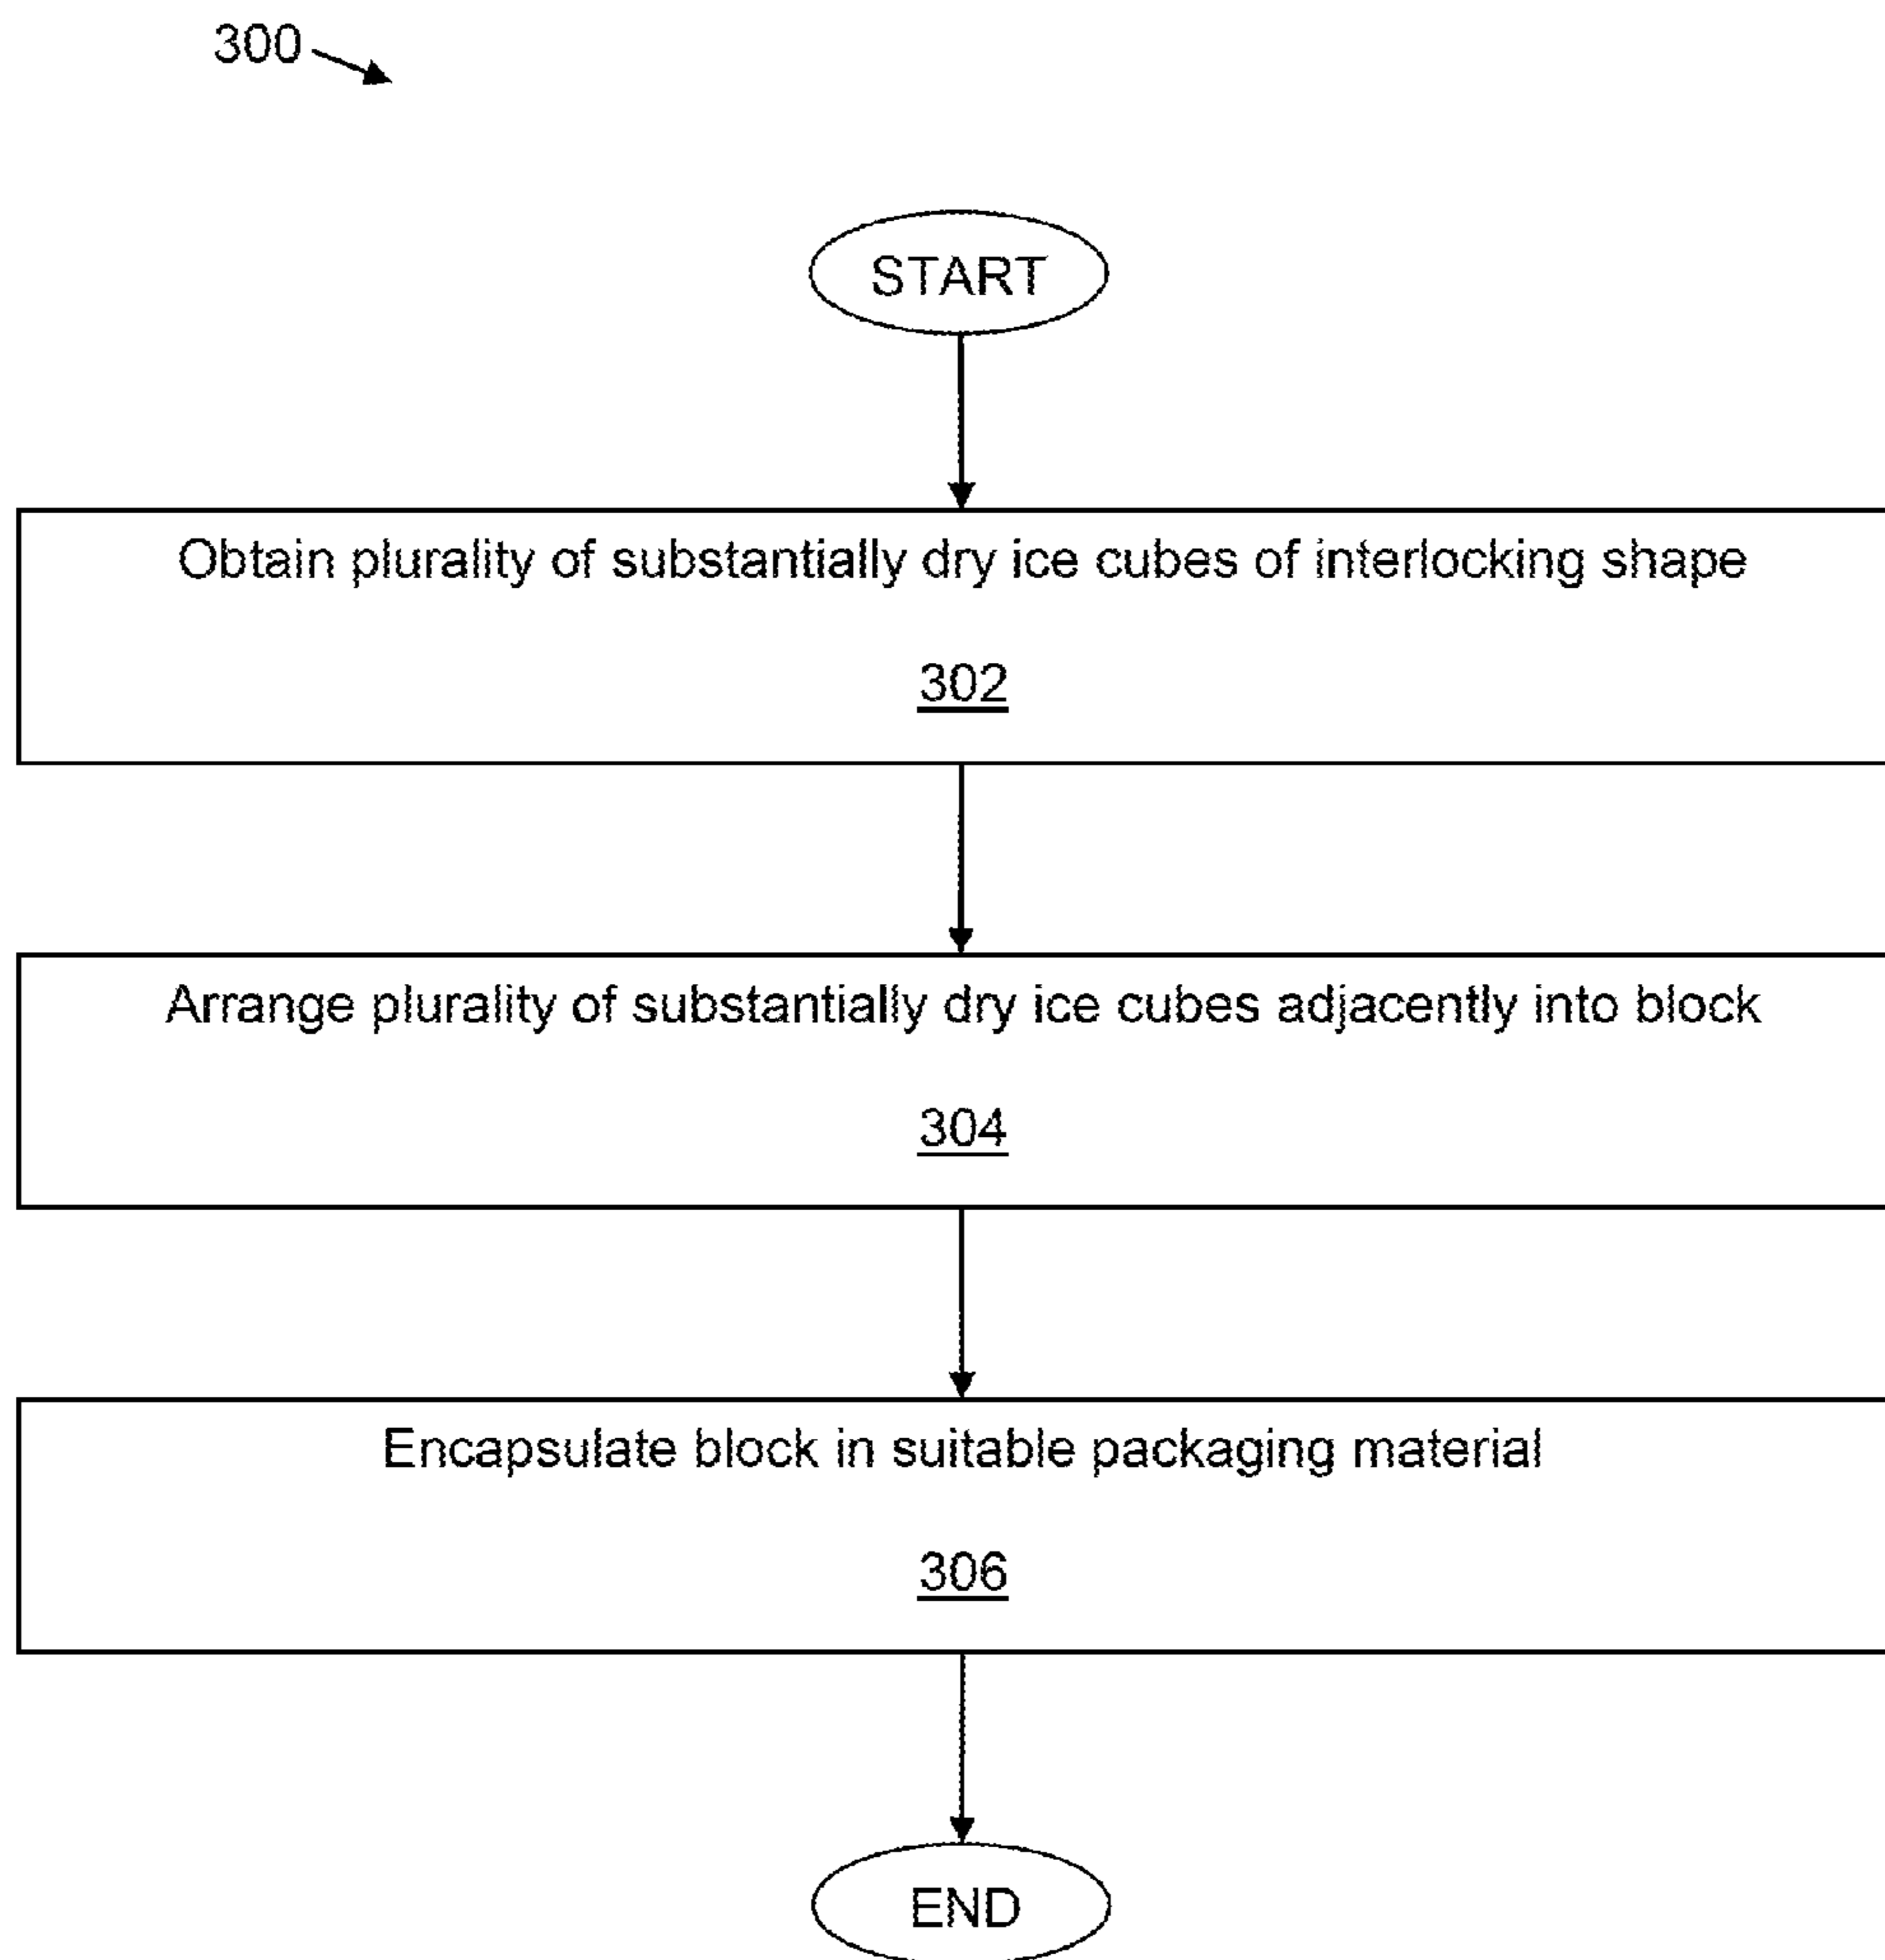 300
START
Obtain plurality of substantially dry ice cubes of interlocking shape
302
Arrange plurality of substantially dry ice cubes adjacently into block
304
Encapsulate block in suitable packaging material
306
END